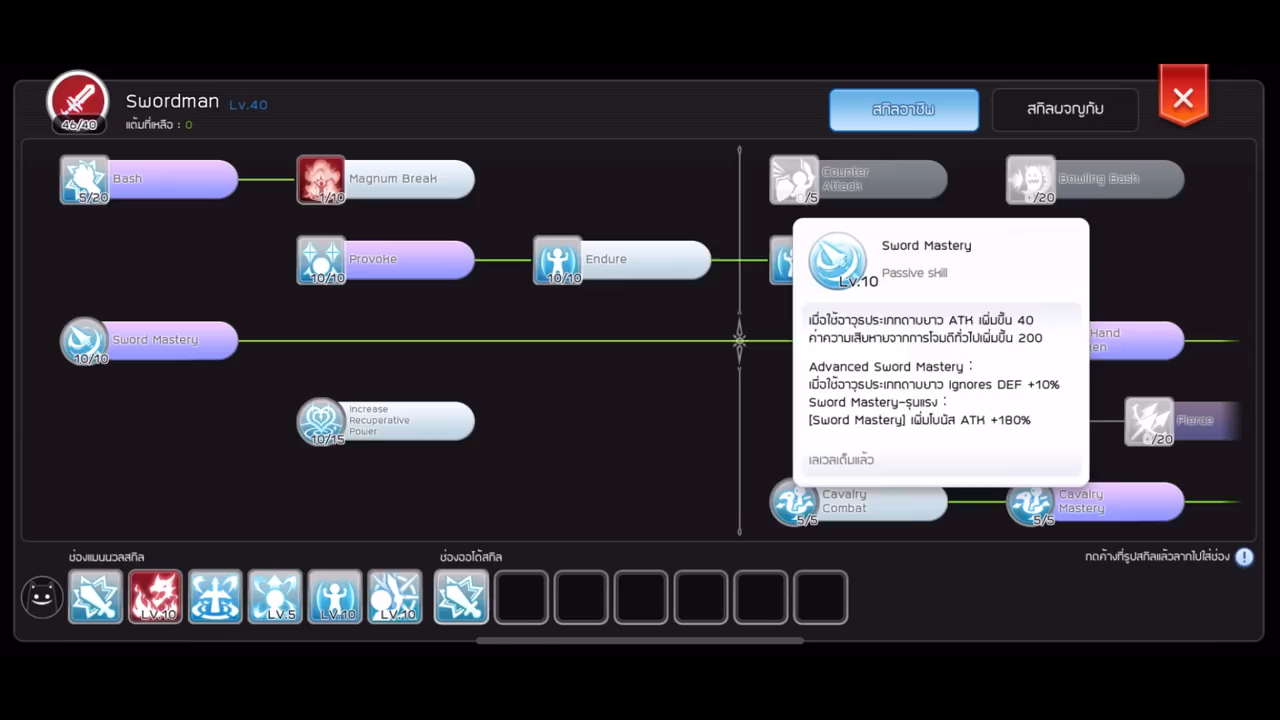 Swordman Lv.40
46/40
แต้มที่เหลือ : 0
สกิลอาชีพ
สกิลผจญภัย
Bash
5/20
Magnum Break
1/10
Counter
Attack
/5
Bowling Bash
/20
Provoke
10/10
Endure
10/10
Sword Mastery
10/10
Increase
Recuperative
Power
10/15
Sword Mastery
Lv.10
Passive skill
เมื่อใช้อาวุธประเภทดาบยาว ATK เพิ่มขึ้น 40
ค่าความเสียหายจากการโจมตีทั่วไปเพิ่มขึ้น 200
Advanced Sword Mastery :
เมื่อใช้อาวุธประเภทดาบยาว Ignores DEF +10%
Sword Mastery-รุนแรง :
[Sword Mastery] เพิ่มโบนัส ATK +180%
เลเวลเต็มแล้ว
Hand
en
Pierce
/20
Cavalry
Combat
5/5
Cavalry
Mastery
5/5
ช่องแมนนวลสกิล
ช่องออโต้สกิล
กดค้างที่รูปสกิลแล้วลากไปใส่ช่อง
LV.10
LV.5
LV.10
LV.10